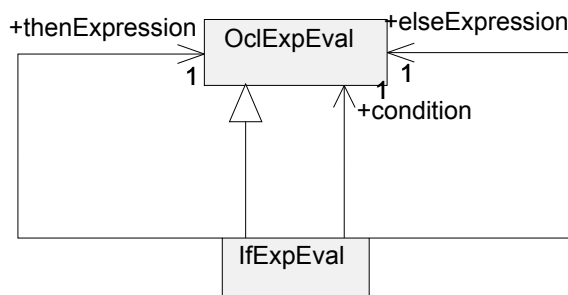 +thenExpression
OclExpEval
+elseExpression
1
1
1
+condition
IfExpEval